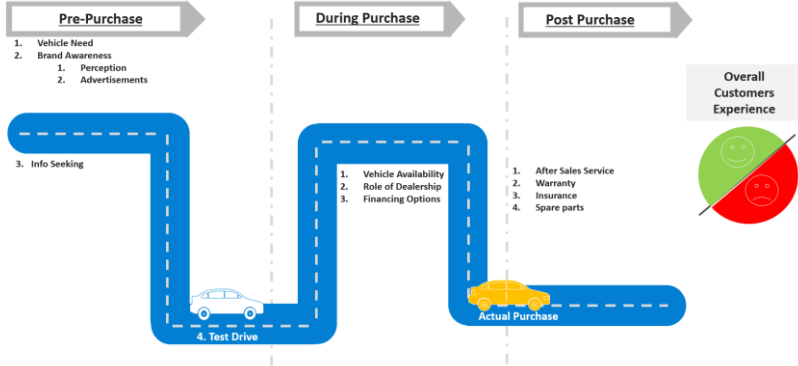 Pre-Purchase
During Purchase
Post Purchase
1. Vehicle Need
2. Brand Awareness
1. Perception
2. Advertisements
3. Info Seeking
4. Test Drive
1. Vehicle Availability
2. Role of Dealership
3. Financing Options
Actual Purchase
1. After Sales Service
2. Warranty
3. Insurance
4. Spare parts
Overall
Customers
Experience